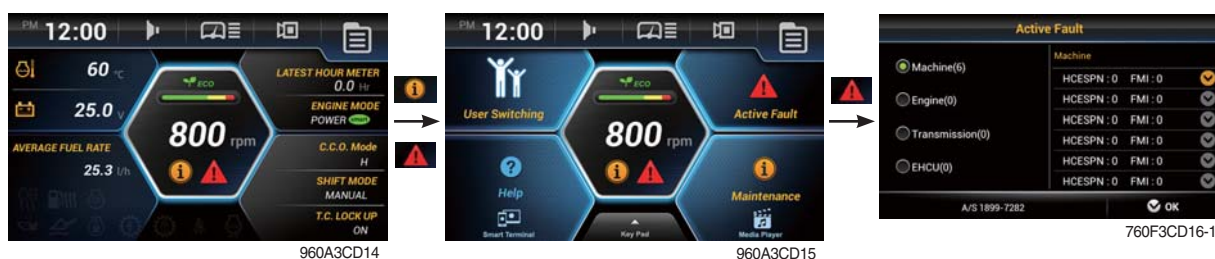 PM 12:00
ECO
60 °C
25.0 V
AVERAGE FUEL RATE
25.3 l/h
800 rpm
LATEST HOUR METER
0.0 Hr
ENGINE MODE
POWER smart
C.C.O. Mode
H
SHIFT MODE
MANUAL
T.C. LOCK UP
ON
960A3CD14
PM 12:00
User Switching
ECO
Active Fault
800 rpm
Help
Maintenance
Smart Terminal
Key Pad
Media Player
960A3CD15
Active Fault
Machine(6)
Engine(0)
Transmission(0)
EHCU(0)
Machine
HCESPN : 0 FMI : 0
HCESPN : 0 FMI : 0
HCESPN : 0 FMI : 0
HCESPN : 0 FMI : 0
HCESPN : 0 FMI : 0
HCESPN : 0 FMI : 0
A/S 1899-7282
OK
760F3CD16-1